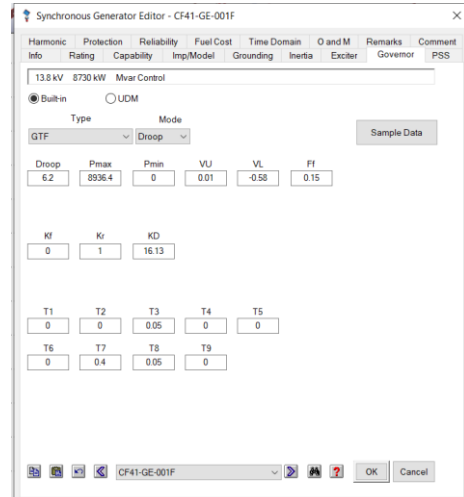 Synchronous Generator Editor - CF41-GE-001F
Harmonic Protection Reliability Fuel Cost Time Domain O and M Remarks Comment
Info Rating Capability Imp/Model Grounding Inertia Exciter Governor PSS
13.8 kV 8730 kW Mvar Control
Built-in UDM
Type Mode
GTF Droop Sample Data
Droop Pmax Pmin VU VL Ff
6.2 8936.4 0 0.01 -0.58 0.15
Kf Kr KD
0 1 16.13
T1 T2 T3 T4 T5
0 0 0.05 0 0
T6 T7 T8 T9
0 0.4 0.05 0
CF41-GE-001F ? OK Cancel